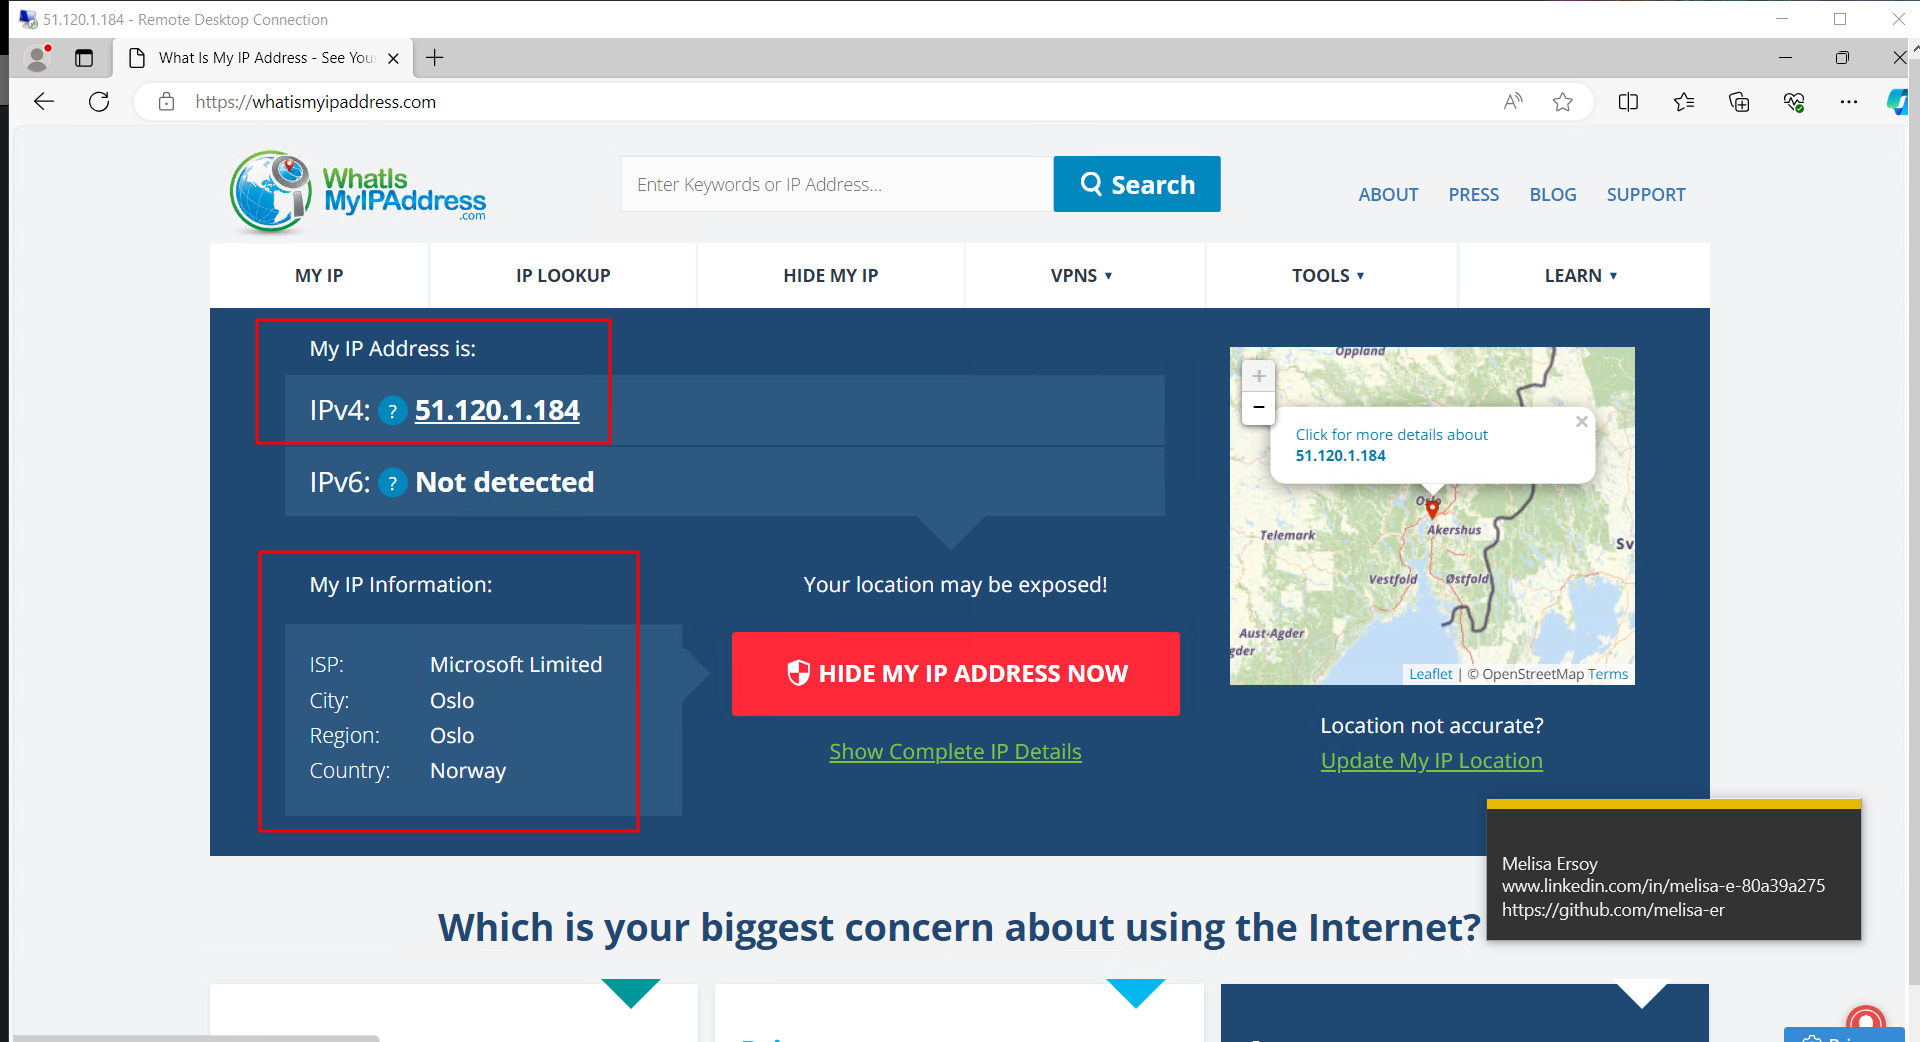 51.120.1.184 - Remote Desktop Connection
What Is My IP Address - See You
https://whatismyipaddress.com
WhatIs
MyIPAddress
.com
Enter Keywords or IP Address...
Search
ABOUT PRESS BLOG SUPPORT
MY IP IP LOOKUP HIDE MY IP VPNS ▾ TOOLS ▾ LEARN ▾
My IP Address is:
IPv4: ? 51.120.1.184
IPv6: ? Not detected
My IP Information:
ISP: Microsoft Limited
City: Oslo
Region: Oslo
Country: Norway
Your location may be exposed!
HIDE MY IP ADDRESS NOW
Show Complete IP Details
Oppland
+
−
Click for more details about
51.120.1.184
Oslo
Akershus
Telemark
Sv
Vestfold Østfold
Aust-Agder
gder
Leaflet | © OpenStreetMap Terms
Location not accurate?
Update My IP Location
Melisa Ersoy
www.linkedin.com/in/melisa-e-80a39a275
https://github.com/melisa-er
Which is your biggest concern about using the Internet?